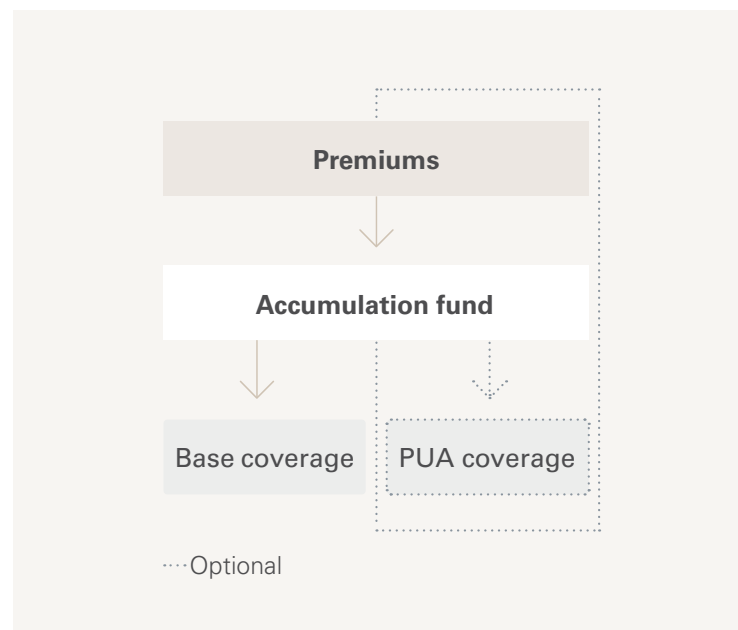 Premiums
Accumulation fund
Base coverage
PUA coverage
Optional